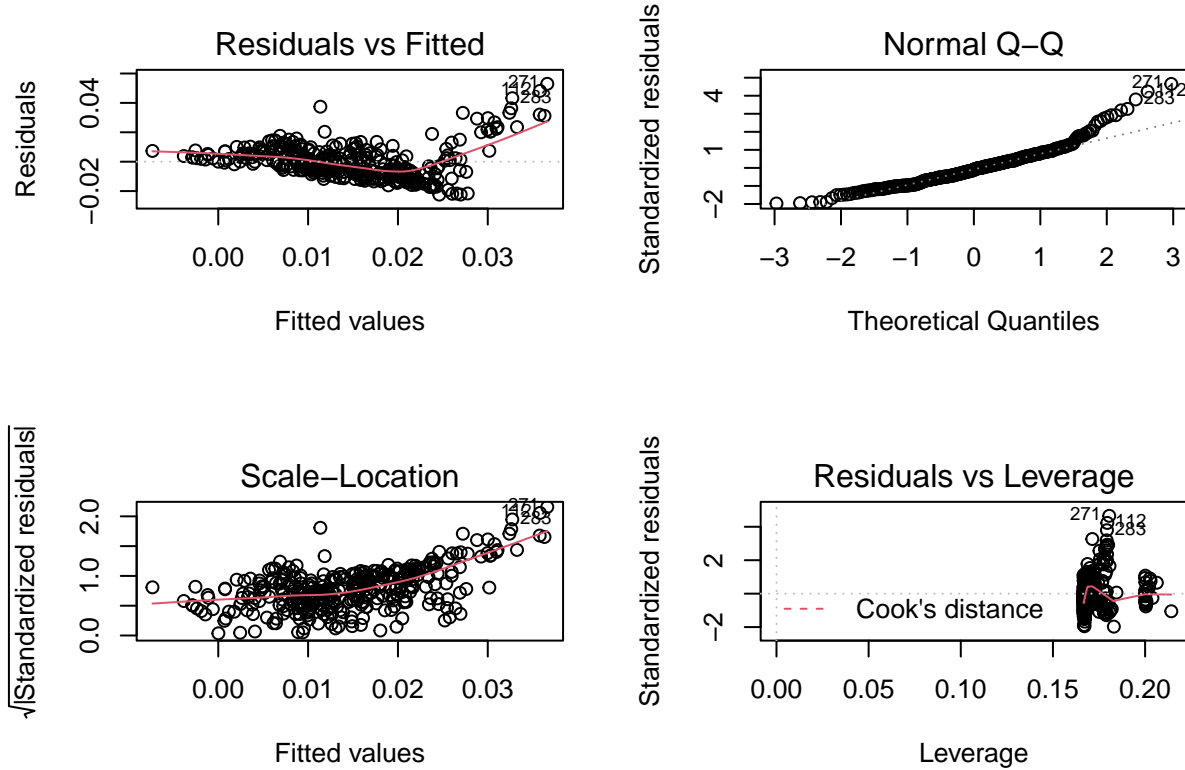 Residuals vs Fitted
Residuals
0.04
−0.02
0.00 0.01 0.02 0.03
Fitted values
271
112
283
Normal Q−Q
Standardized residuals
4
1
−2
−3 −2 −1 0 1 2 3
Theoretical Quantiles
271
112
283
Scale−Location
√|Standardized residuals|
2.0
1.0
0.0
0.00 0.01 0.02 0.03
Fitted values
271
112
283
Residuals vs Leverage
Standardized residuals
2
−2
0.00 0.05 0.10 0.15 0.20
Leverage
Cook's distance
271
112
283